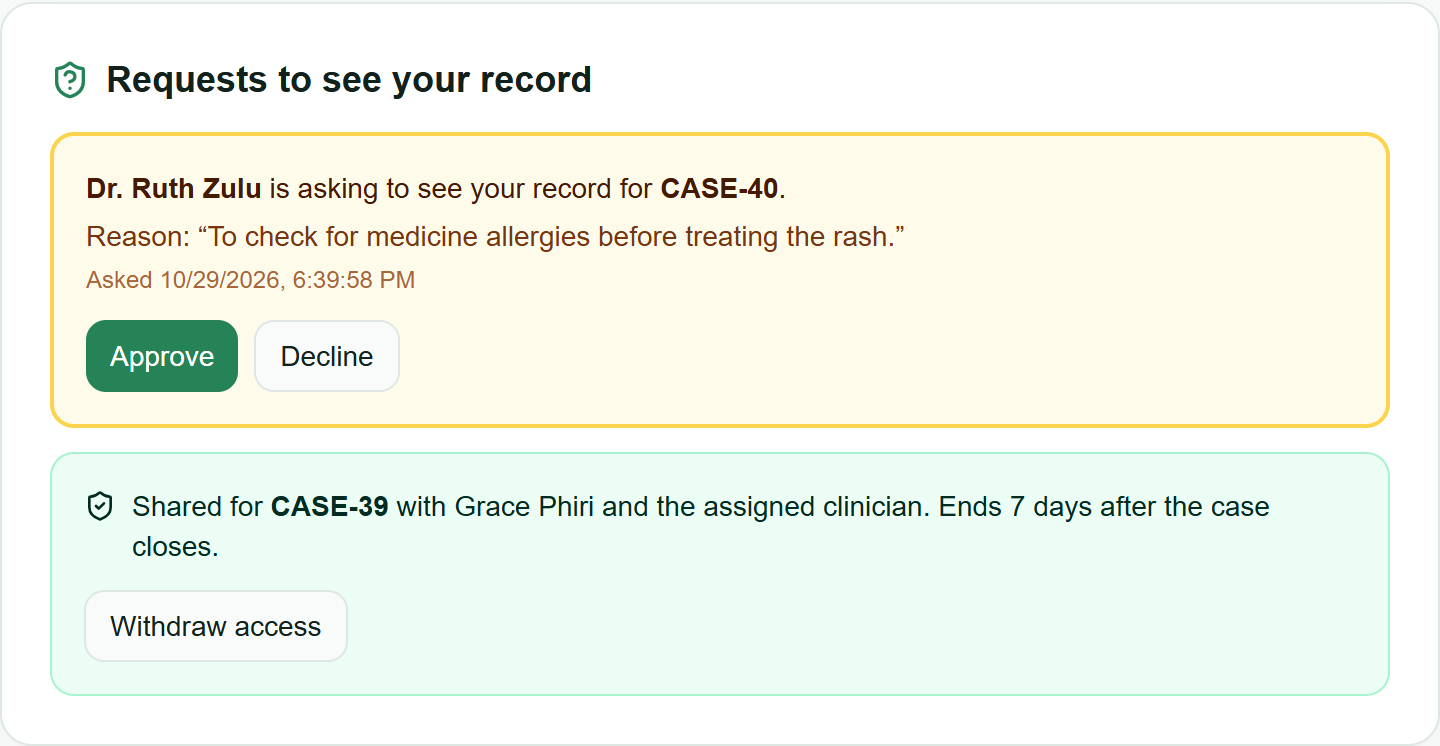 Requests to see your record
Dr. Ruth Zulu is asking to see your record for CASE-40.
Reason: “To check for medicine allergies before treating the rash.”
Asked 10/29/2026, 6:39:58 PM
Approve
Decline
Shared for CASE-39 with Grace Phiri and the assigned clinician. Ends 7 days after the case
closes.
Withdraw access